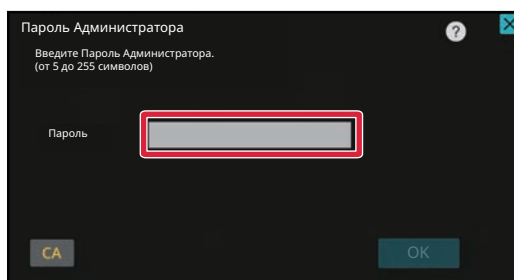 Пароль Администратора
Введите Пароль Администратора.
(от 5 до 255 символов)
Пароль
CA
OK